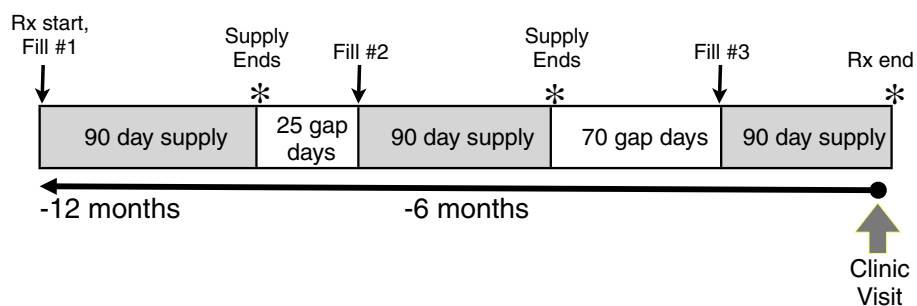 Rx start,
Fill #1
Supply
Ends
Fill #2
Supply
Ends
Fill #3
Rx end
*
*
*
90 day supply
25 gap
days
90 day supply
70 gap days
90 day supply
-12 months
-6 months
Clinic
Visit